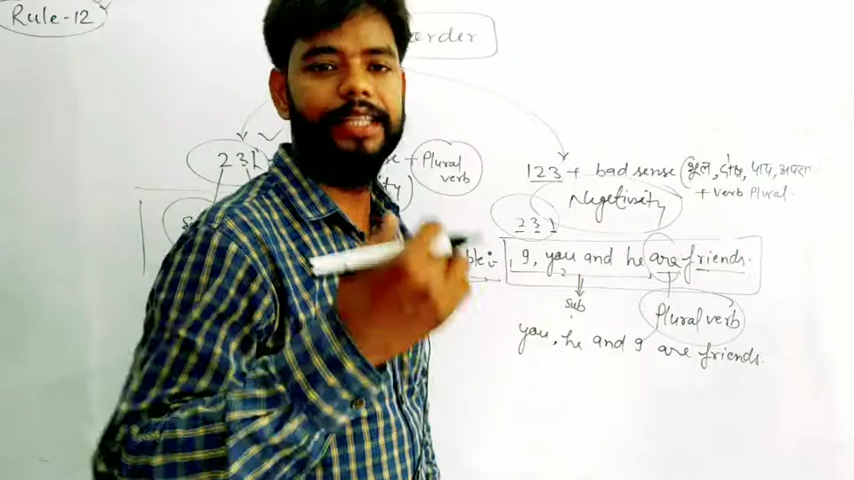 Rule-12
order
231
+ Plural
verb
123 + bad sense (भूल, दोष, पाप, अपरा
Negetivity
+ verb Plural.
231
ble :-
I, you and he are friends.
2
sub
Plural verb
you, he and I are friends.